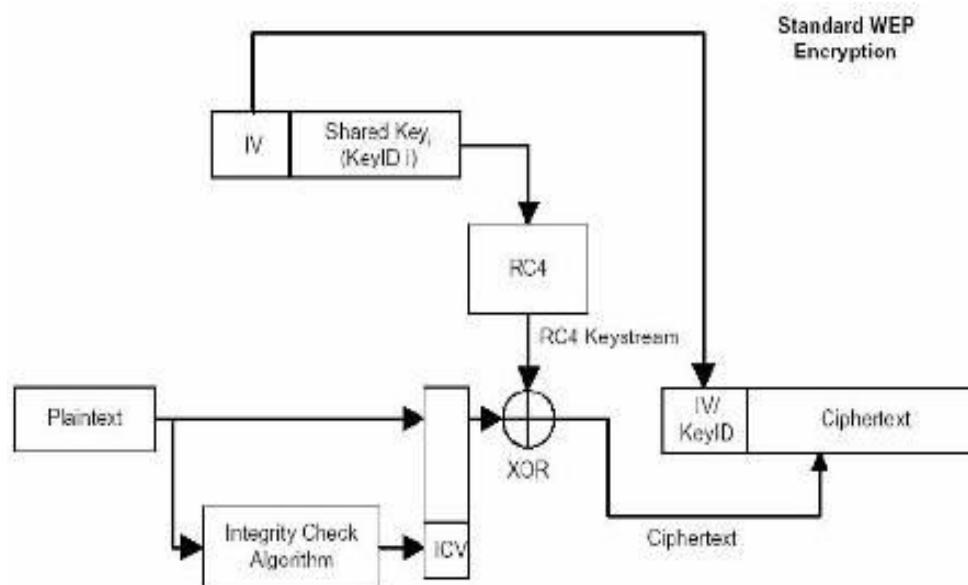 Standard WEP
Encryption
IV
Shared Keyi
(KeyID i)
RC4
RC4 Keystream
Plaintext
IV/
KeyID
Ciphertext
XOR
Integrity Check
Algorithm
ICV
Ciphertext